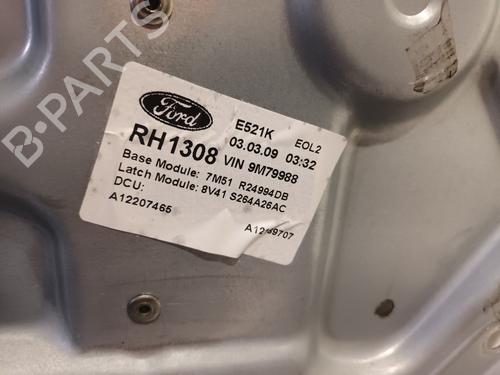 B-PARTS
Ford
E521K EOL2
03.03.09 03:32
RH1308 VIN 9M79988
Base Module: 7M51 R24994DB
Latch Module: 8V41 S264A26AC
DCU:
A12207465